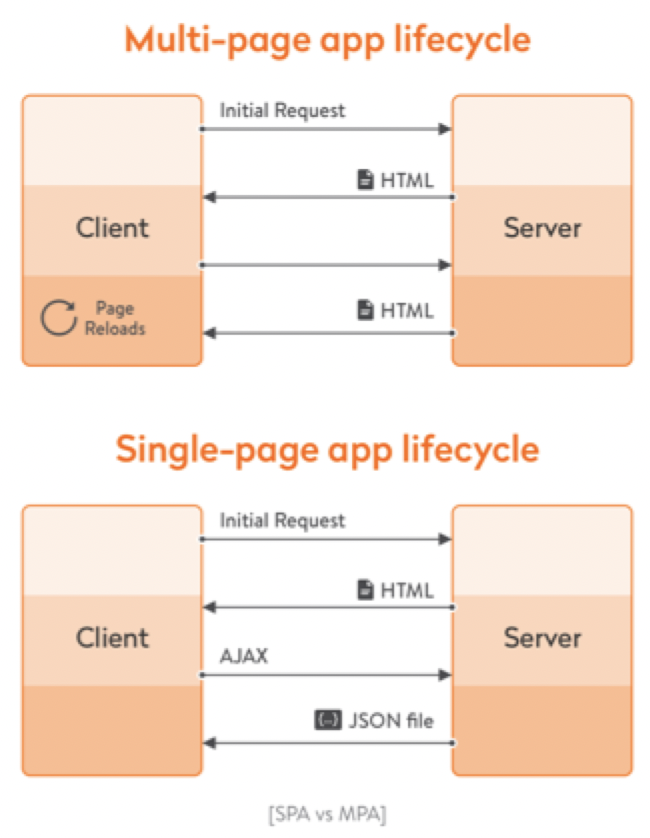 Multi-page app lifecycle
Initial Request
HTML
Client
Server
Page
Reloads
HTML
Single-page app lifecycle
Initial Request
HTML
Client
Server
AJAX
{...} JSON file
[SPA vs MPA]